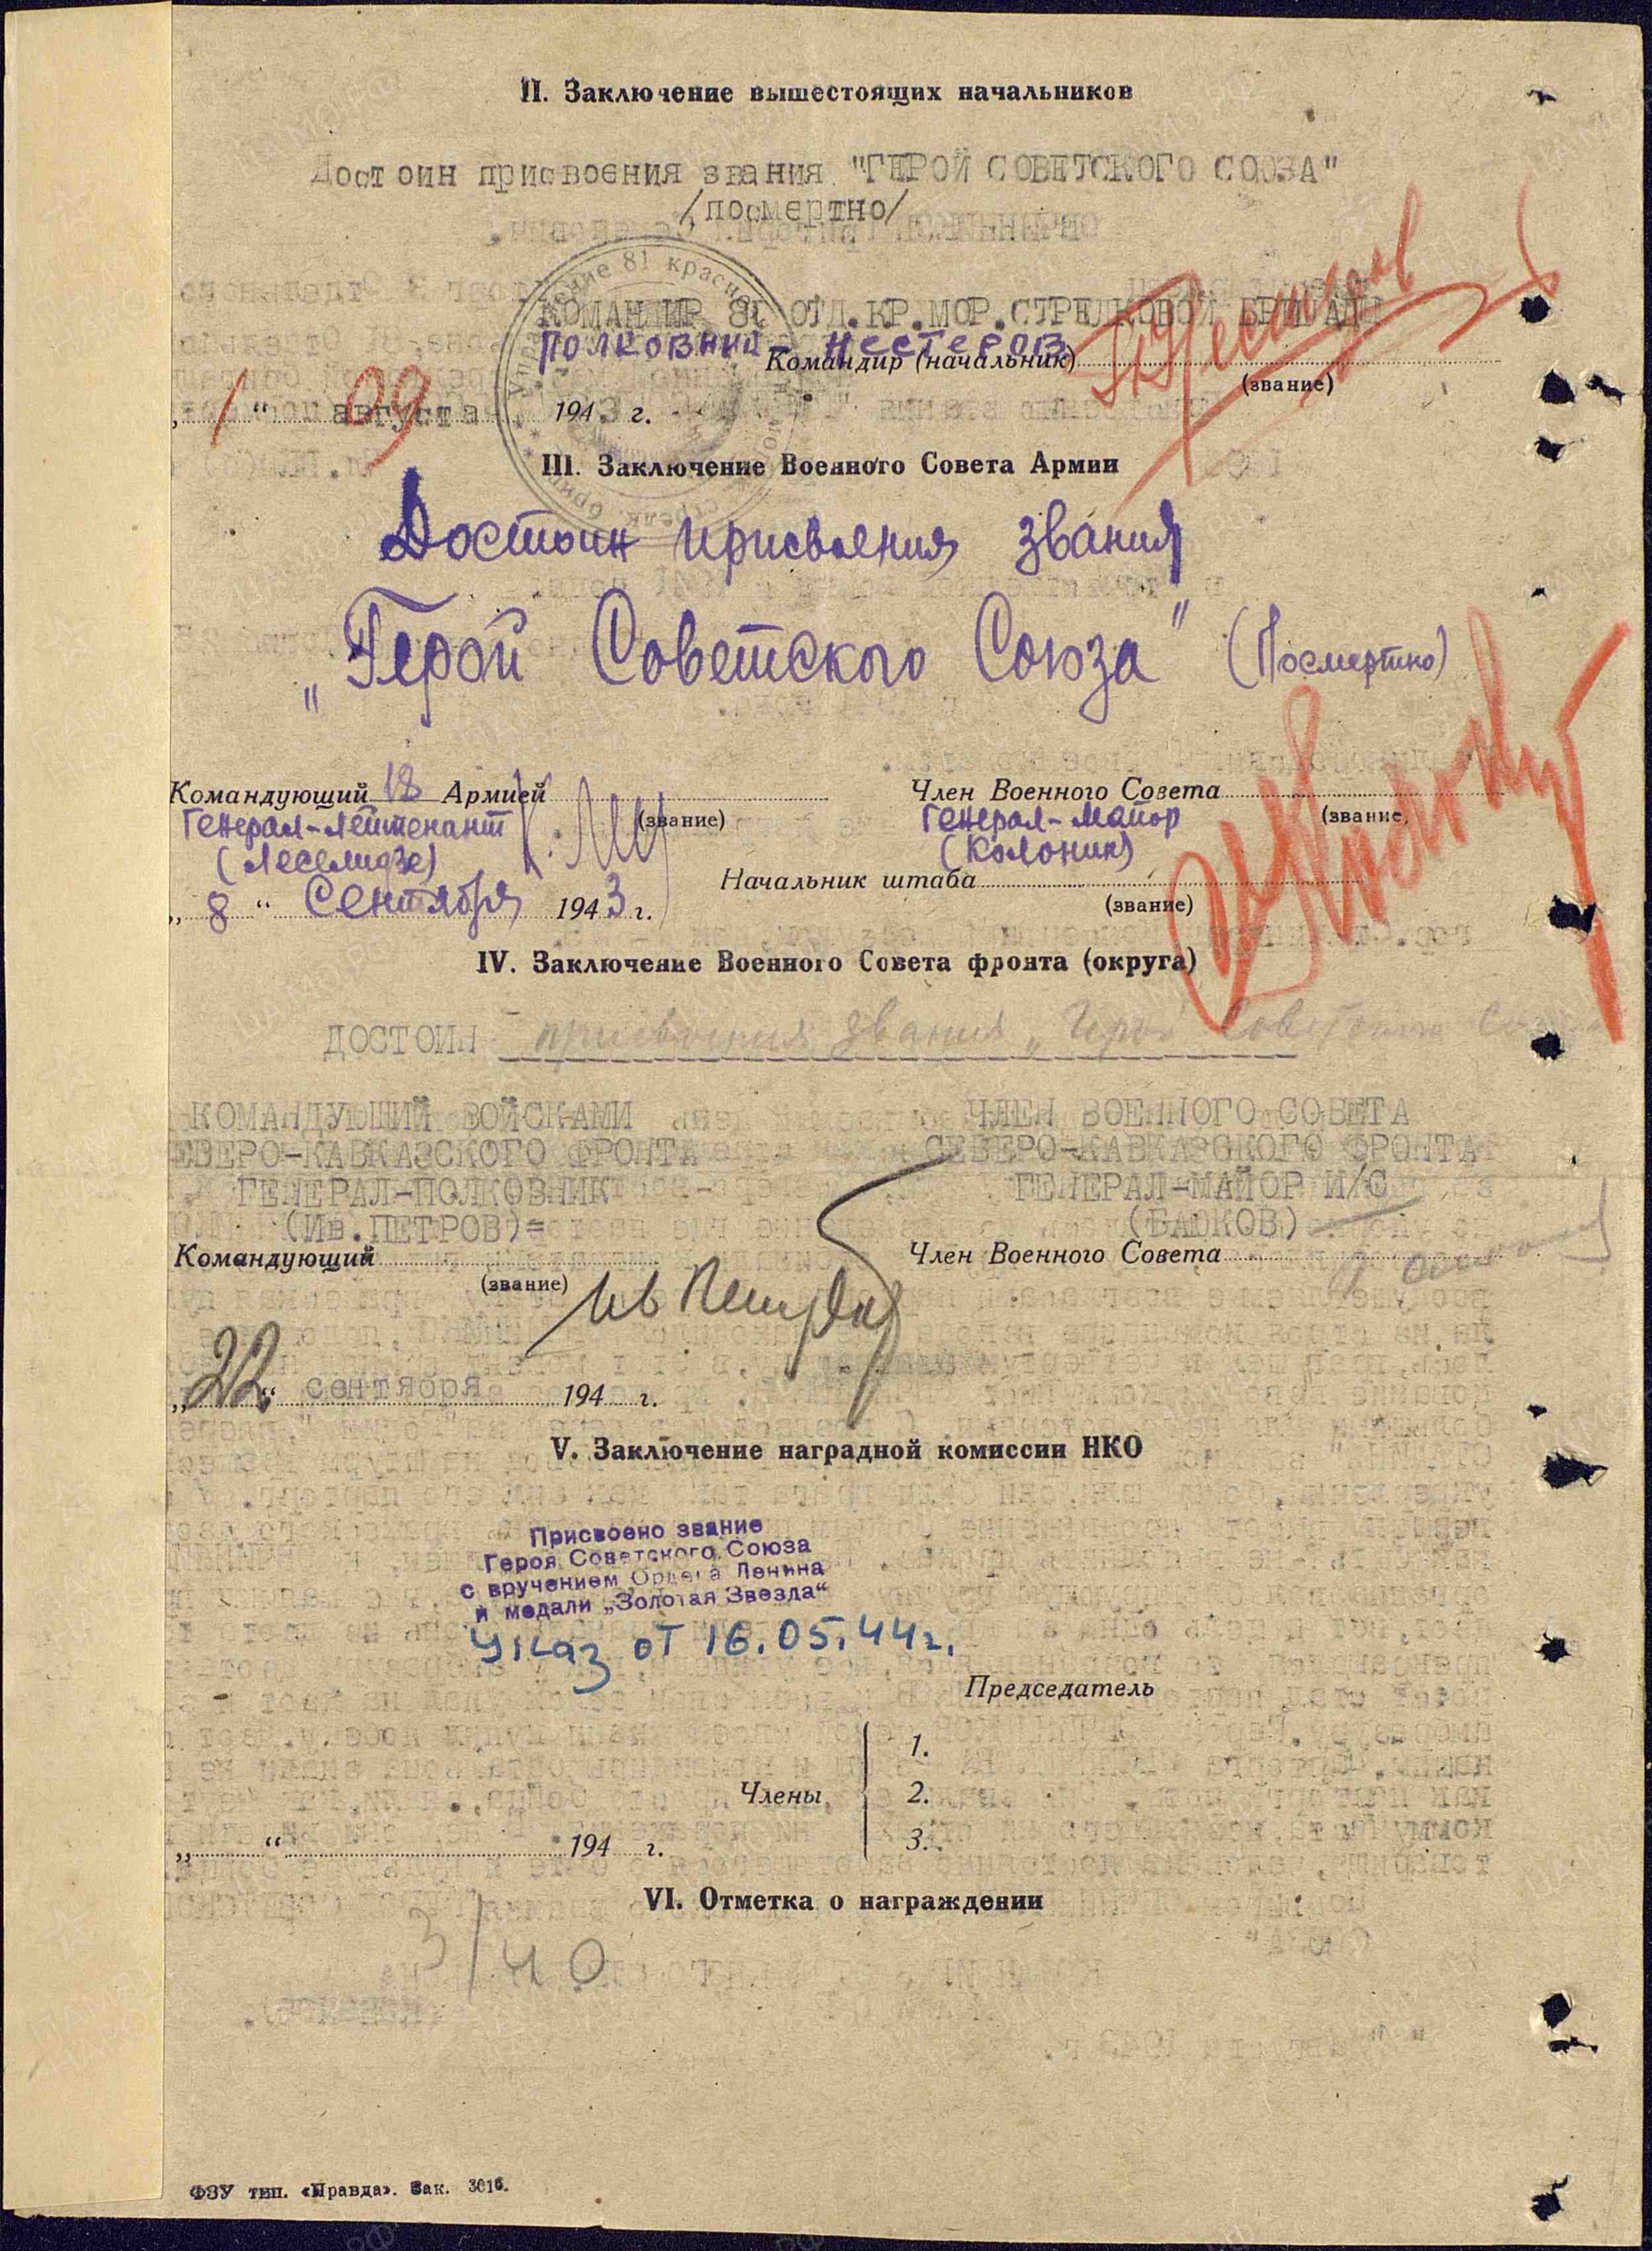 II. Заключение вышестоящих начальников
Достоин присвоения звания "ГЕРОЙ СОВЕТСКОГО СОЮЗА"
/посмертно/
КОМАНДИР 81 ОТД.КР.МОР.СТРЕЛКОВОЙ БРИГАДЫ
ПОЛКОВНИК НЕСТЕРОВ
Командир (начальник)
(звание)
„1“ августа 09 1943 г.
III. Заключение Военного Совета Армии
Достоин присвоения звания
„Герой Советского Союза“ (Посмертно)
Командующий 18 Армией
(звание)
Генерал-лейтенант
(Леселидзе)
Член Военного Совета
(звание)
Генерал-майор
(Колонин)
Начальник штаба
(звание)
„8“ Сентября 1943 г.
IV. Заключение Военного Совета фронта (округа)
ДОСТОИН присвоения звания „Герой Советского Союза
КОМАНДУЮЩИЙ ВОЙСКАМИ
СЕВЕРО-КАВКАЗСКОГО ФРОНТА
ГЕНЕРАЛ-ПОЛКОВНИК
(Ив.ПЕТРОВ)=
ЧЛЕН ВОЕННОГО СОВЕТА
СЕВЕРО-КАВКАЗСКОГО ФРОНТА
ГЕНЕРАЛ-МАЙОР И/С
(БАЮКОВ)
Командующий
(звание)
Ив Петров
Член Военного Совета
„22“ сентября 194 г.
V. Заключение наградной комиссии НКО
Присвоено звание
Героя Советского Союза
с вручением Ордена Ленина
и медали „Золотая Звезда“
Указ от 16.05.44г.
Председатель
Члены
1.
2.
3.
„ “ 194 г.
VI. Отметка о награждении
3/40
ФЗУ тип. «Правда». Зак. 3016.